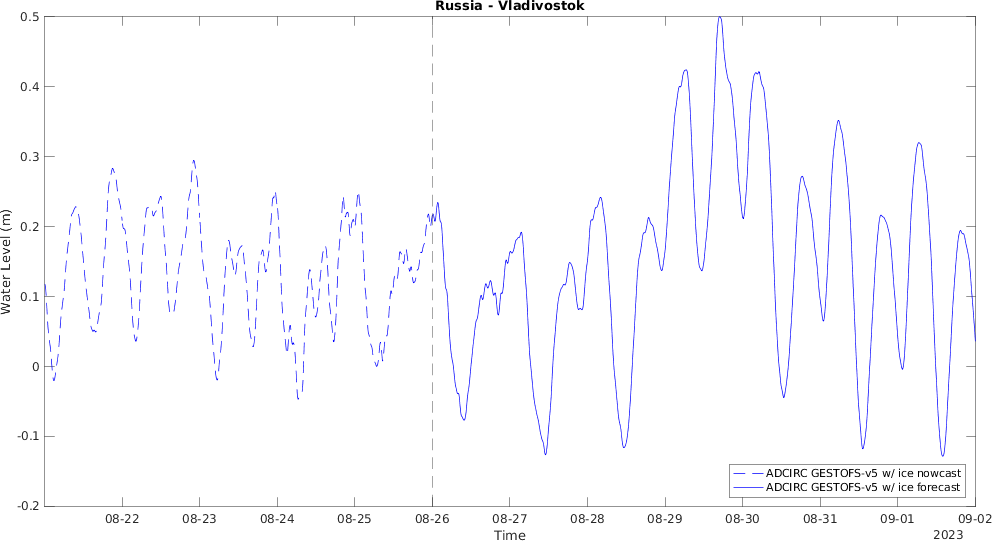 Russia - Vladivostok
0.5
0.4
0.3
0.2
0.1
0
-0.1
-0.2
Water Level (m)
08-22 08-23 08-24 08-25 08-26 08-27 08-28 08-29 08-30 08-31 09-01 09-02
Time
2023
ADCIRC GESTOFS-v5 w/ ice nowcast
ADCIRC GESTOFS-v5 w/ ice forecast